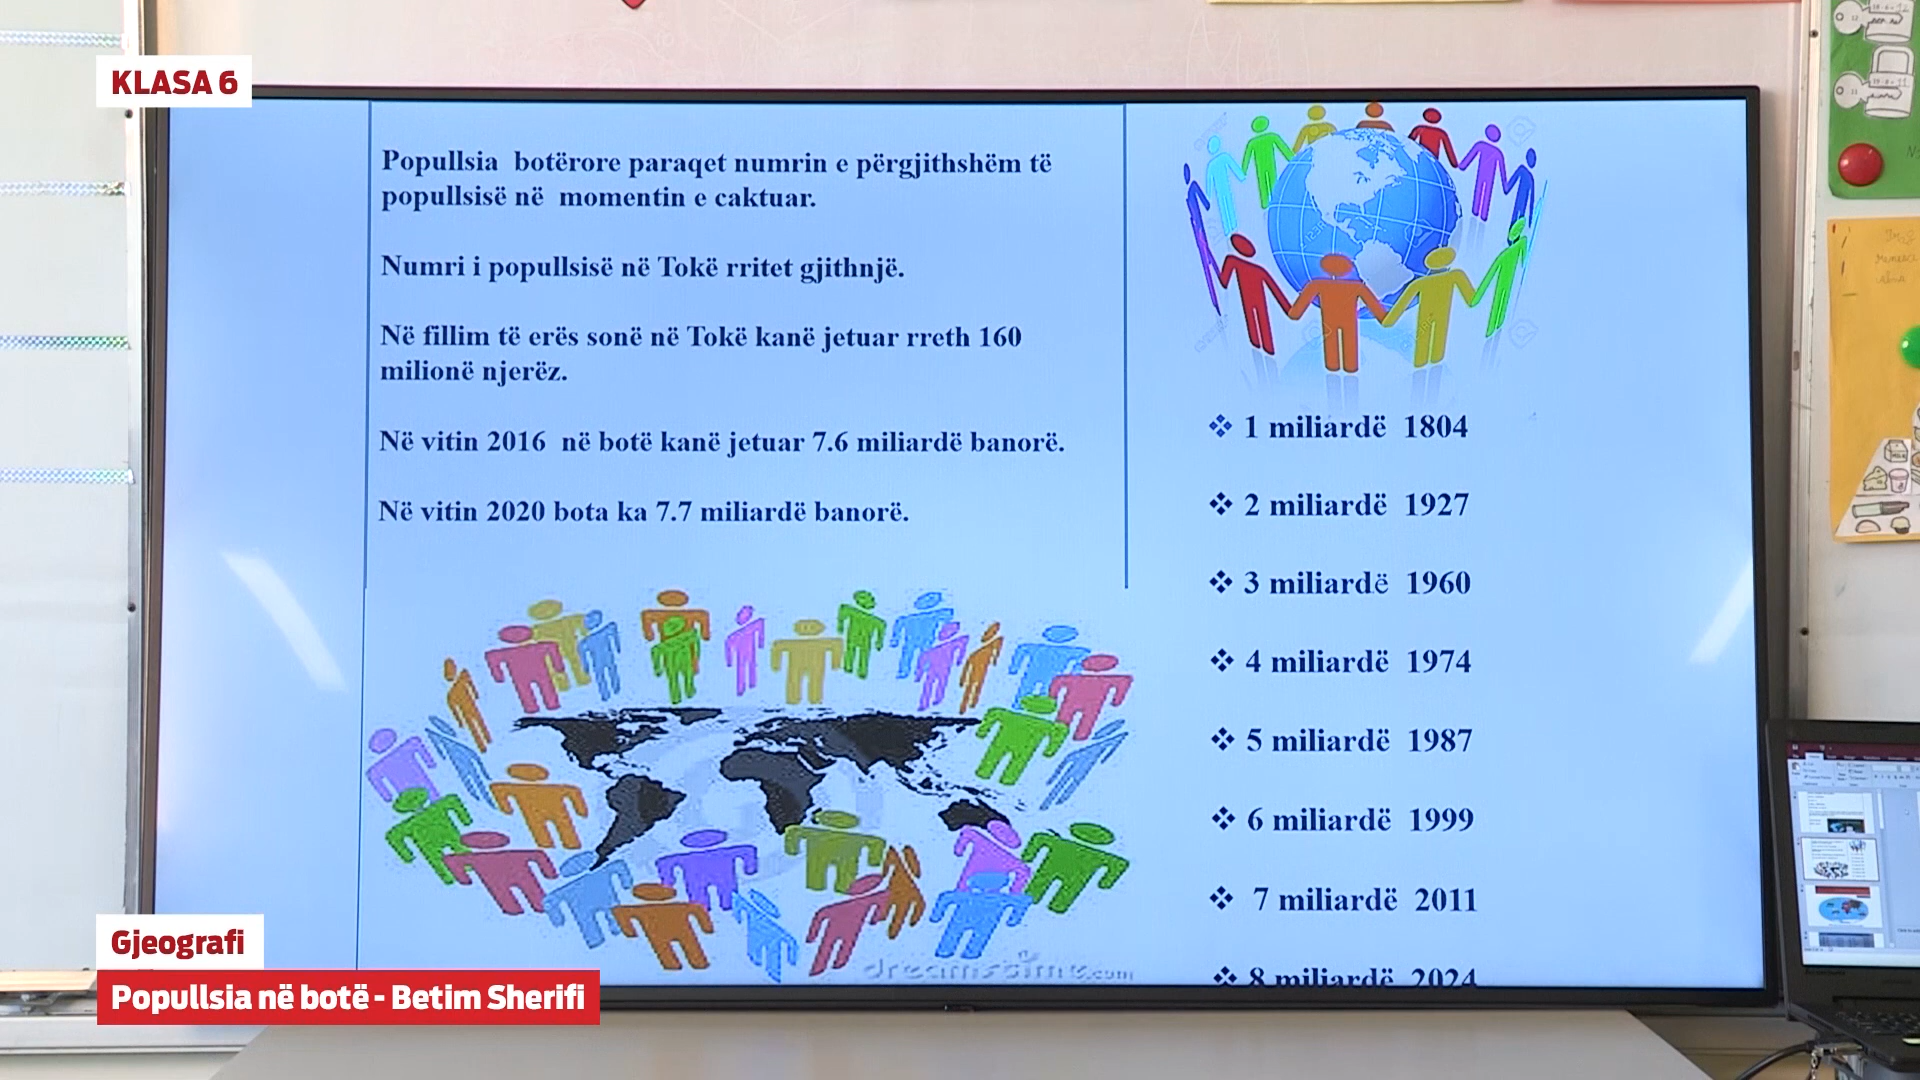 KLASA 6
Popullsia botërore paraqet numrin e përgjithshëm të
popullsisë në momentin e caktuar.
Numri i popullsisë në Tokë rritet gjithnjë.
Në fillim të erës sonë në Tokë kanë jetuar rreth 160
milionë njerëz.
Në vitin 2016 në botë kanë jetuar 7.6 miliardë banorë.
Në vitin 2020 bota ka 7.7 miliardë banorë.
1 miliardë 1804
2 miliardë 1927
3 miliardë 1960
4 miliardë 1974
5 miliardë 1987
6 miliardë 1999
7 miliardë 2011
8 miliardë 2024
dreamstime.com
Gjeografi
Popullsia në botë - Betim Sherifi